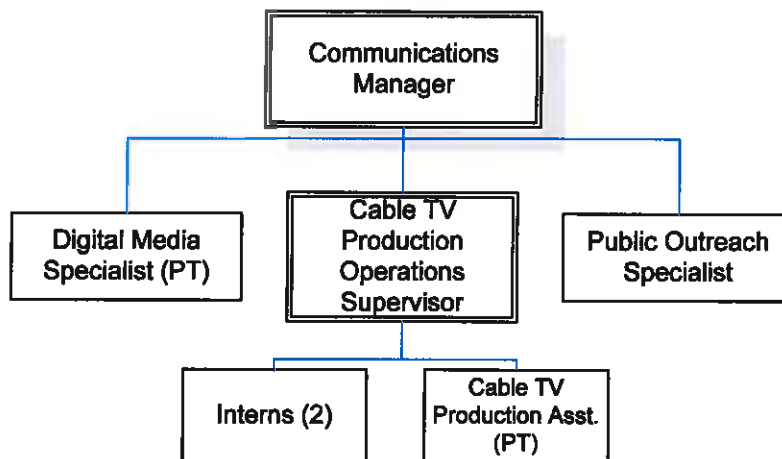 Communications
Manager
Digital Media
Specialist (PT)
Cable TV
Production
Operations
Supervisor
Public Outreach
Specialist
Interns (2)
Cable TV
Production Asst.
(PT)